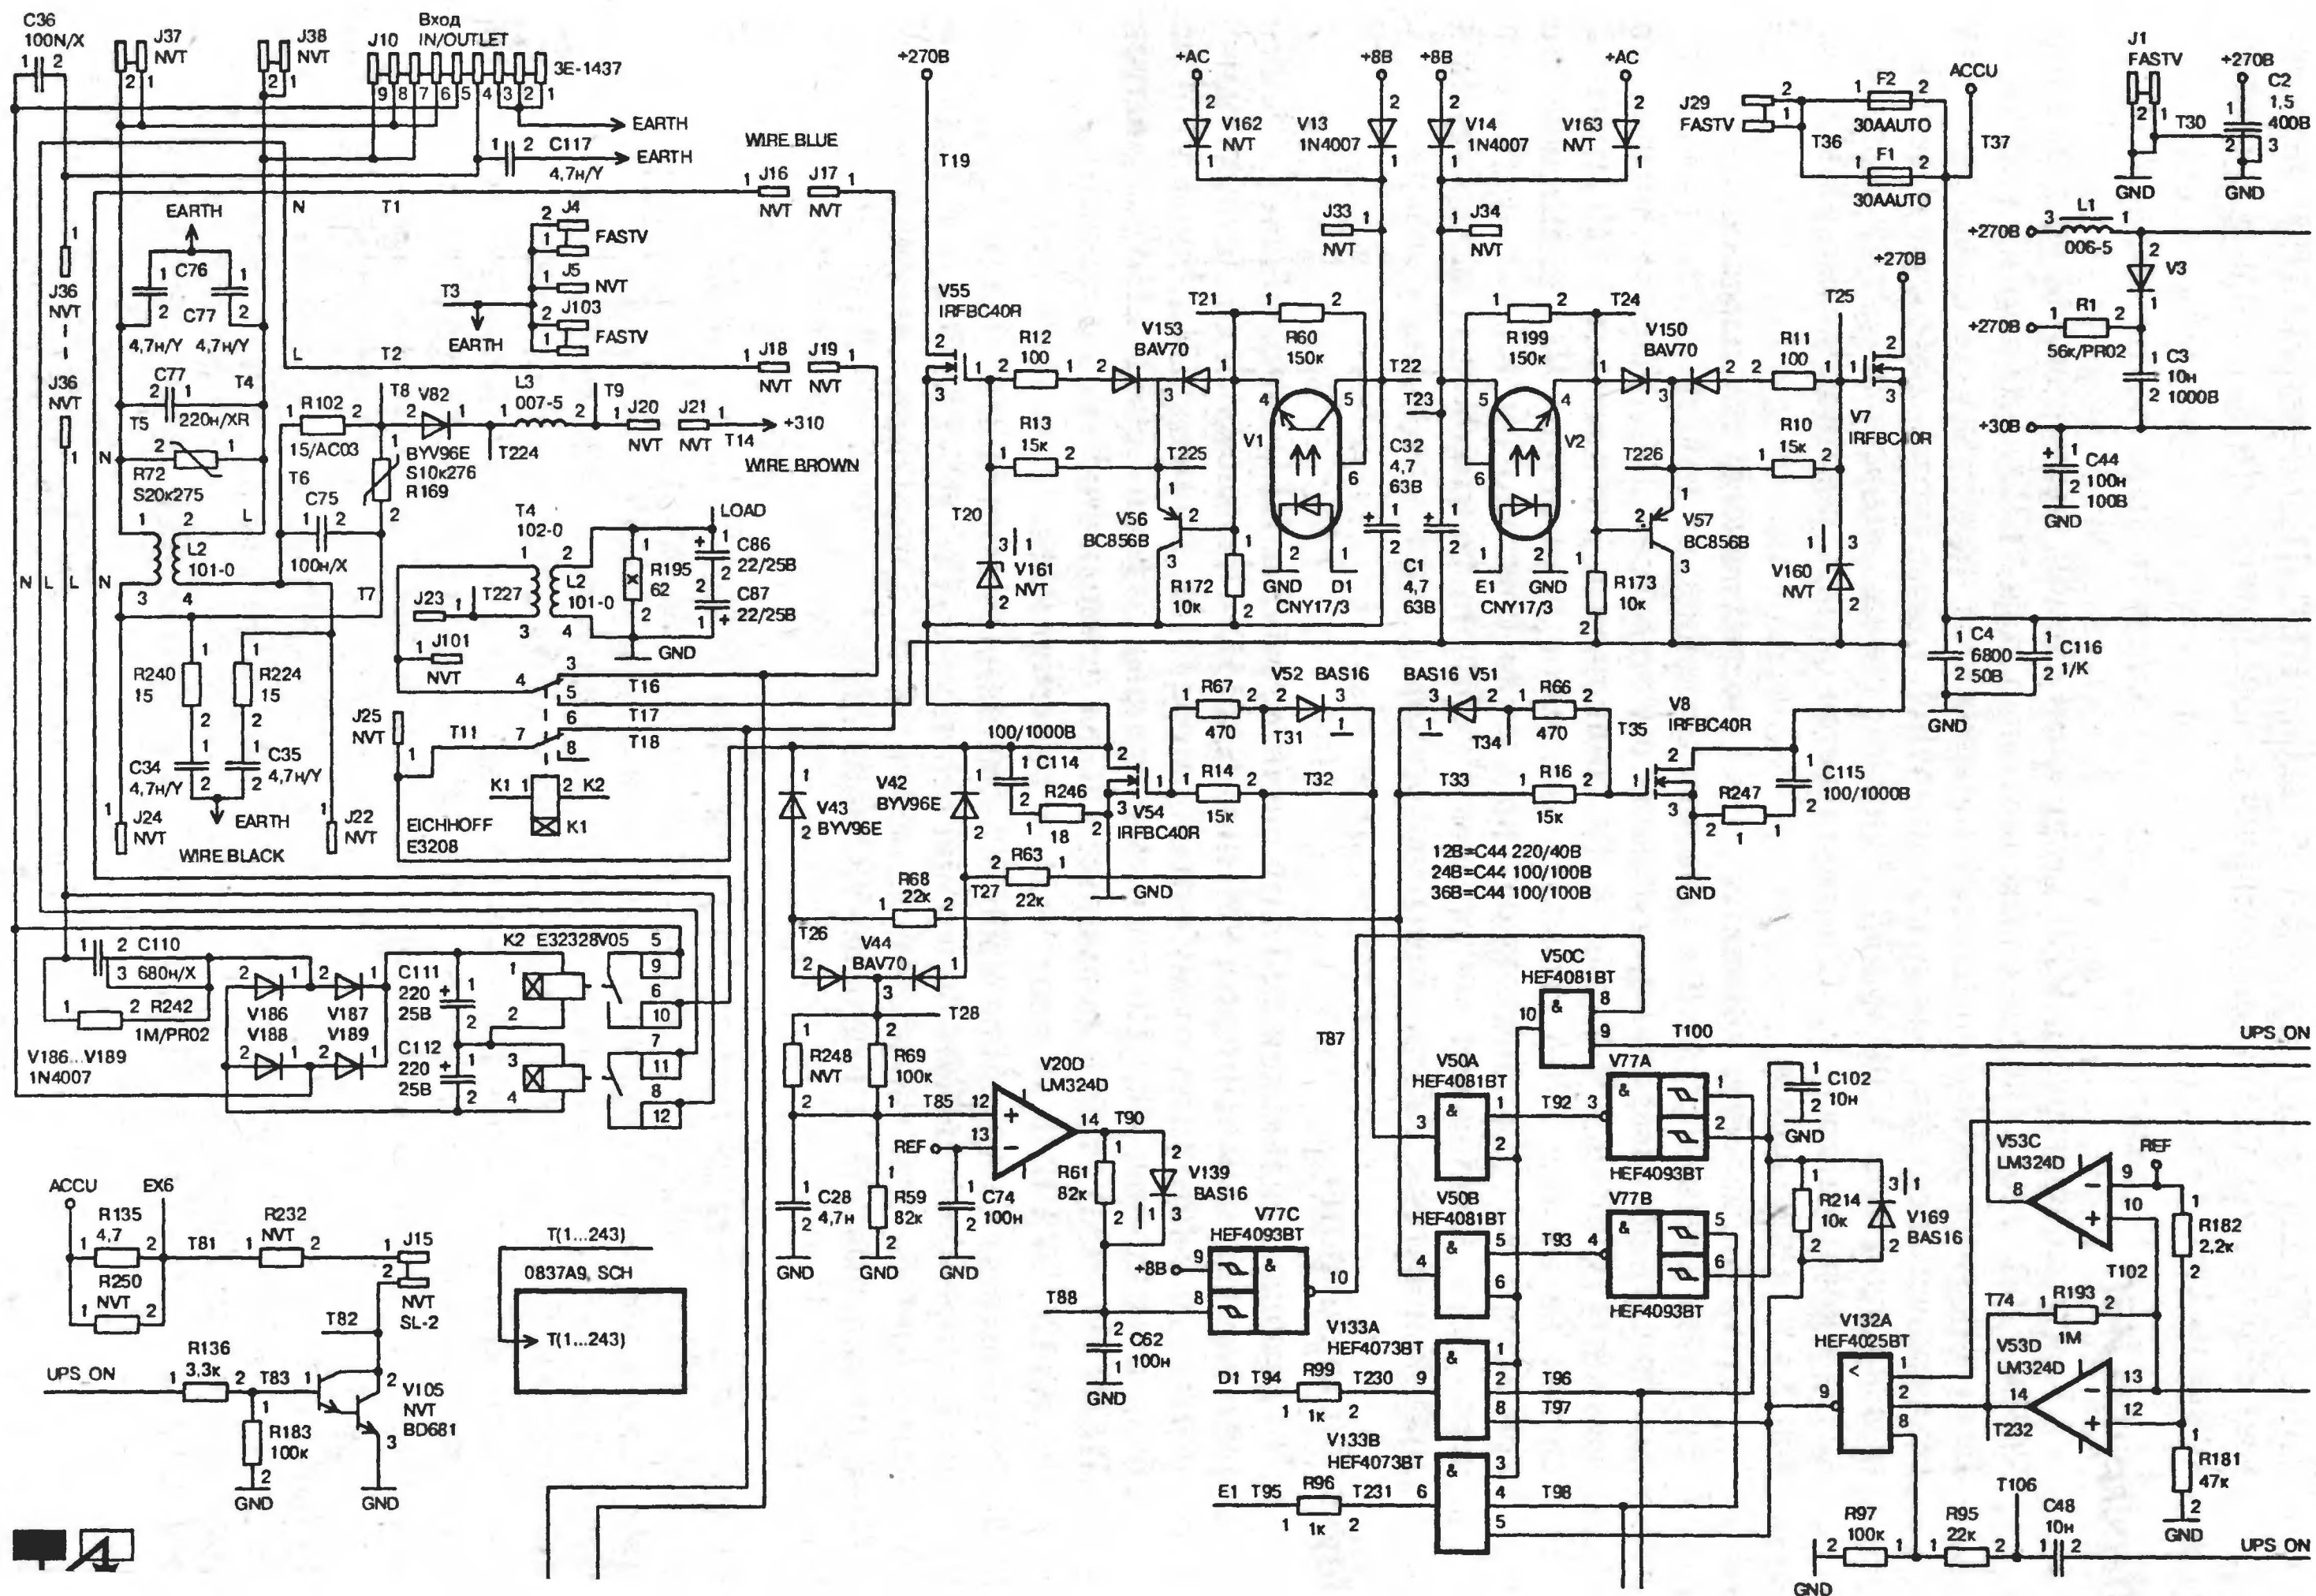 C36
100N/X
J37
NVT
J38
NVT
J10
Вход
IN/OUTLET
3E-1437
9 8 7 6 5 4 3 2 1
EARTH
EARTH
C117
4,7н/Y
WIRE BLUE
J16
NVT
J17
NVT
N
T1
EARTH
C76
C77
4,7н/Y
4,7н/Y
J36
NVT
J36
NVT
J4
FASTV
J5
NVT
J103
FASTV
T3
EARTH
L
T2
J18
NVT
J19
NVT
C77
220н/XR
T4
T5
R72
S20к275
N
L
R102
15/AC03
T8
V82
BYV96E
S10к276
R169
L3
007-5
T9
T224
J20
NVT
J21
NVT
T14
+310
WIRE BROWN
T6
C75
100н/X
L2
101-0
N
L
L
N
T7
T4
102-0
L2
101-0
LOAD
R195
62
C86
22/25В
C87
22/25В
GND
J23
T227
J101
NVT
R240
15
R224
15
C34
4,7н/Y
C35
4,7н/Y
EARTH
J24
NVT
J22
NVT
WIRE BLACK
J25
NVT
T11
T16
T17
T18
K1
K2
K1
EICHHOFF
E3208
+270В
T19
V55
IRFBC40R
R12
100
R13
15к
T20
V161
NVT
V153
BAV70
T225
V56
BC856B
R172
10к
T21
R60
150к
V1
GND
D1
CNY17/3
+AC
V162
NVT
V13
1N4007
+8В
J33
NVT
T22
C32
4,7
63В
+8В
V14
1N4007
+AC
V163
NVT
J34
NVT
T23
C1
4,7
63В
R199
150к
T24
V2
E1
GND
CNY17/3
V150
BAV70
T226
V57
BC856B
R173
10к
R11
100
R10
15к
T25
V160
NVT
+270В
V7
IRFBC40R
J29
FASTV
F2
30AAUTO
F1
30AAUTO
T36
ACCU
T37
J1
FASTV
T30
+270В
C2
1,5
400В
GND
GND
+270В
L1
006-5
V3
+270В
R1
56к/PR02
C3
10н
1000В
+30В
C44
100н
100В
GND
C4
6800
50В
C116
1/K
GND
V43
BYV96E
V42
BYV96E
100/1000В
C114
R246
18
V54
IRFBC40R
GND
R67
470
R14
15к
T31
V52 BAS16
T32
BAS16 V51
T34
T33
R66
470
R16
15к
T35
V8
IRFBC40R
R247
C115
100/1000В
GND
R63
22к
T27
R68
22к
T26
12В=C44 220/40В
24В=C44 100/100В
36В=C44 100/100В
C110
680н/X
R242
1M/PR02
V186
V188
V187
V189
V186...V189
1N4007
C111
220
25В
C112
220
25В
K2 E32328V05
V44
BAV70
T28
R248
NVT
R69
100к
T85
C28
4,7н
R59
82к
GND
GND
REF
C74
100н
GND
V20D
LM324D
T90
R61
82к
V139
BAS16
+8В
T88
C62
100н
GND
V77C
HEF4093BT
T87
V50C
HEF4081BT
T100
UPS_ON
V50A
HEF4081BT
T92
V77A
HEF4093BT
V50B
HEF4081BT
T93
V77B
HEF4093BT
C102
10н
GND
R214
10к
V169
BAS16
V133A
HEF4073BT
D1 T94
R99
1к
T230
T96
T97
V133B
HEF4073BT
E1 T95
R96
1к
T231
T98
V53C
LM324D
REF
R182
2,2к
T102
T74
R193
1M
V53D
LM324D
T232
R181
47к
GND
V132A
HEF4025BT
T106
R97
100к
R95
22к
C48
10н
GND
UPS_ON
ACCU
EX6
R135
4,7
R250
NVT
T81
R232
NVT
J15
NVT
SL-2
T82
UPS_ON
R136
3,3к
T83
R183
100к
V105
NVT
BD681
GND
GND
T(1...243)
0837A9, SCH
T(1...243)